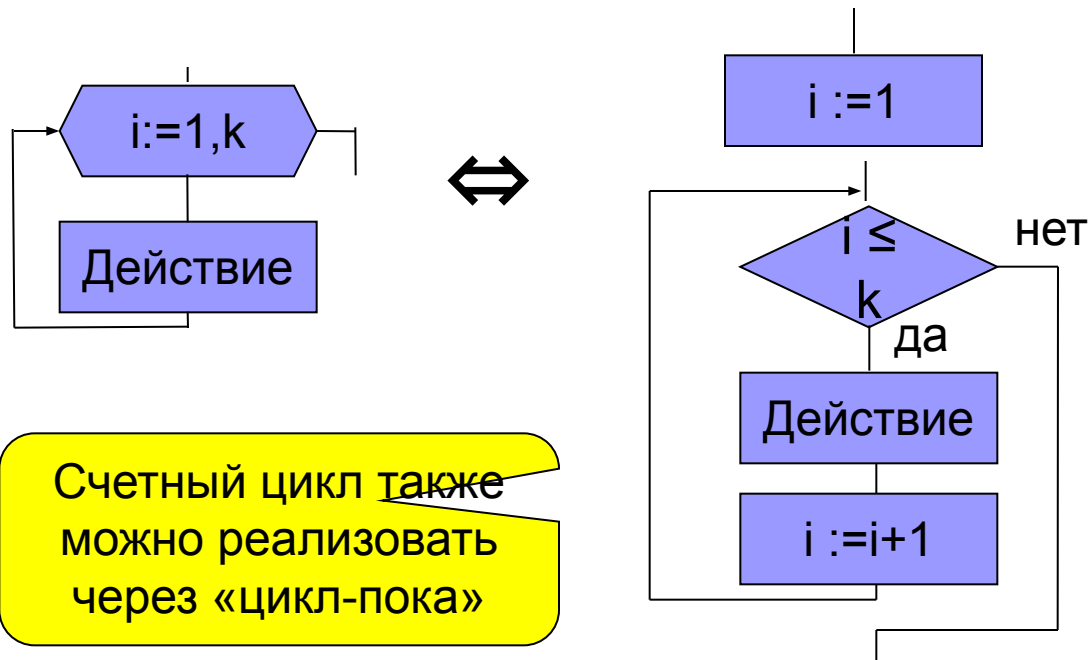 i:=1,k
Действие
Счетный цикл также
можно реализовать
через «цикл-пока»
i :=1
i ≤
k
нет
да
Действие
i :=i+1